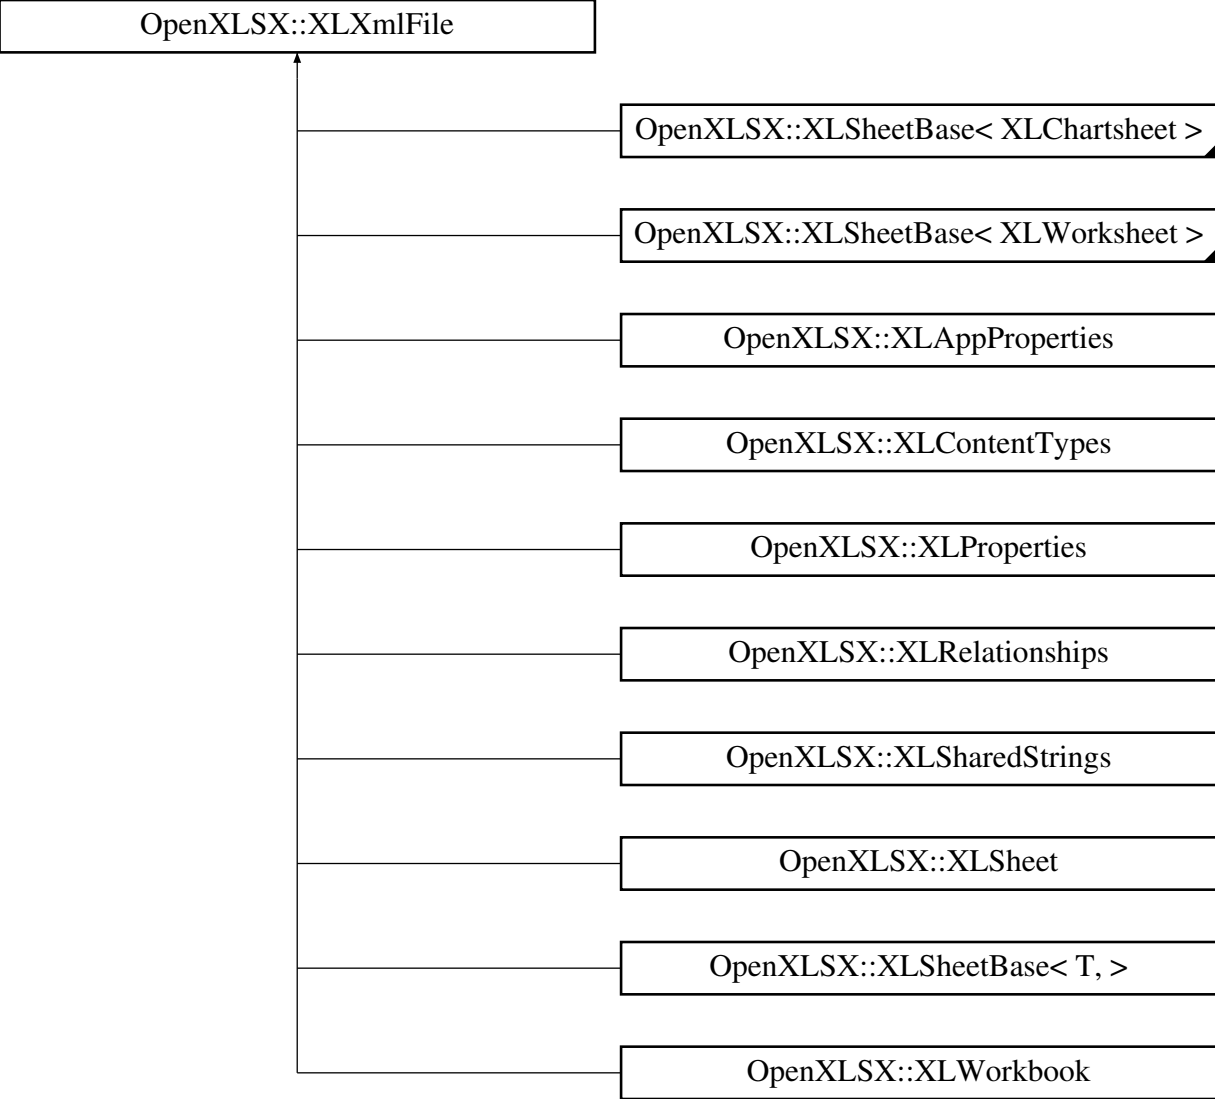 OpenXLSX::XLXmlFile
OpenXLSX::XLSheetBase< XLChartsheet >
OpenXLSX::XLSheetBase< XLWorksheet >
OpenXLSX::XLAppProperties
OpenXLSX::XLContentTypes
OpenXLSX::XLProperties
OpenXLSX::XLRelationships
OpenXLSX::XLSharedStrings
OpenXLSX::XLSheet
OpenXLSX::XLSheetBase< T, >
OpenXLSX::XLWorkbook